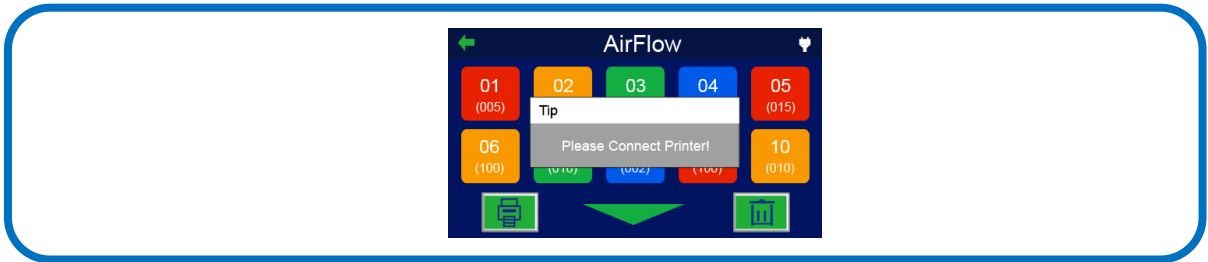 AirFlow
01 02 03 04 05
(005) (015)
Tip
Please Connect Printer!
06 10
(100) (010) (002) (100) (010)